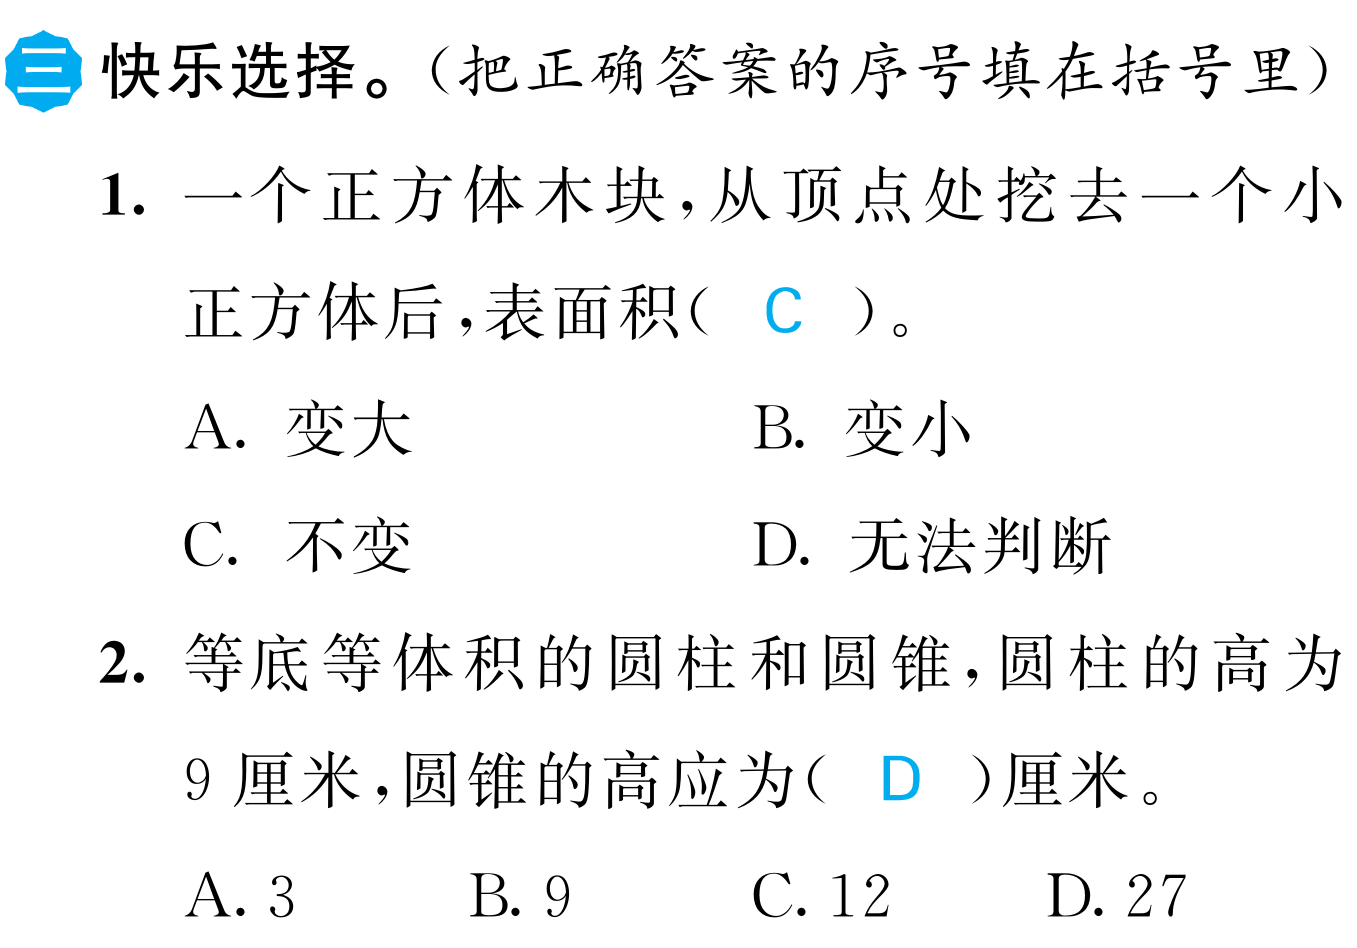 三 快乐选择。(把正确答案的序号填在括号里)
1. 一个正方体木块,从顶点处挖去一个小
正方体后,表面积( C )。
A. 变大 B. 变小
C. 不变 D. 无法判断
2. 等底等体积的圆柱和圆锥,圆柱的高为
9 厘米,圆锥的高应为( D )厘米。
A. 3 B. 9 C. 12 D. 27